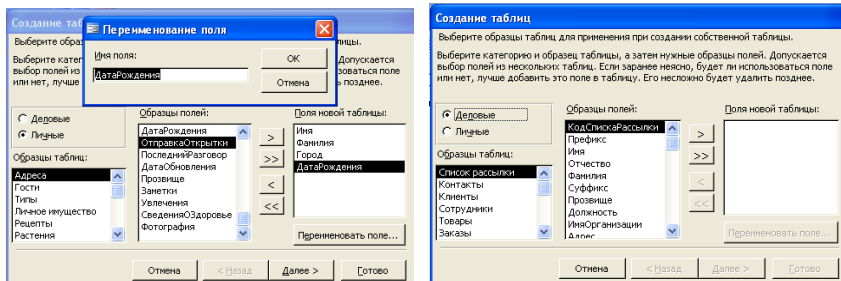 Создание таб
Переименование поля
Имя поля:
ДатаРождения
OK
Отмена
Выберите образ
лицы.
Выберите катег
Допускается
выбор полей из
зоваться поле
или нет, лучше
позднее.
Деловые
Личные
Образцы таблиц:
Адреса
Гости
Типы
Личное имущество
Рецепты
Растения
Образцы полей:
ДатаРождения
ОтправкаОткрытки
ПоследнийРазговор
ДатаОбновления
Прозвище
Заметки
Увлечения
СведенияОЗдоровье
Фотография
>
>>
<
<<
Поля новой таблицы:
Имя
Фамилия
Город
ДатаРождения
Переименовать поле...
Отмена
< Назад
Далее >
Готово
Создание таблиц
Выберите образцы таблиц для применения при создании собственной таблицы.
Выберите категорию и образец таблицы, а затем нужные образцы полей. Допускается
выбор полей из нескольких таблиц. Если заранее неясно, будет ли использоваться поле
или нет, лучше добавить это поле в таблицу. Его несложно будет удалить позднее.
Деловые
Личные
Образцы таблиц:
Список рассылки
Контакты
Клиенты
Сотрудники
Товары
Заказы
Образцы полей:
КодСпискаРассылки
Префикс
Имя
Отчество
Фамилия
Суффикс
Прозвище
Должность
ИмяОрганизации
Адрес
>
>>
<
<<
Поля новой таблицы:
Переименовать поле...
Отмена
< Назад
Далее >
Готово